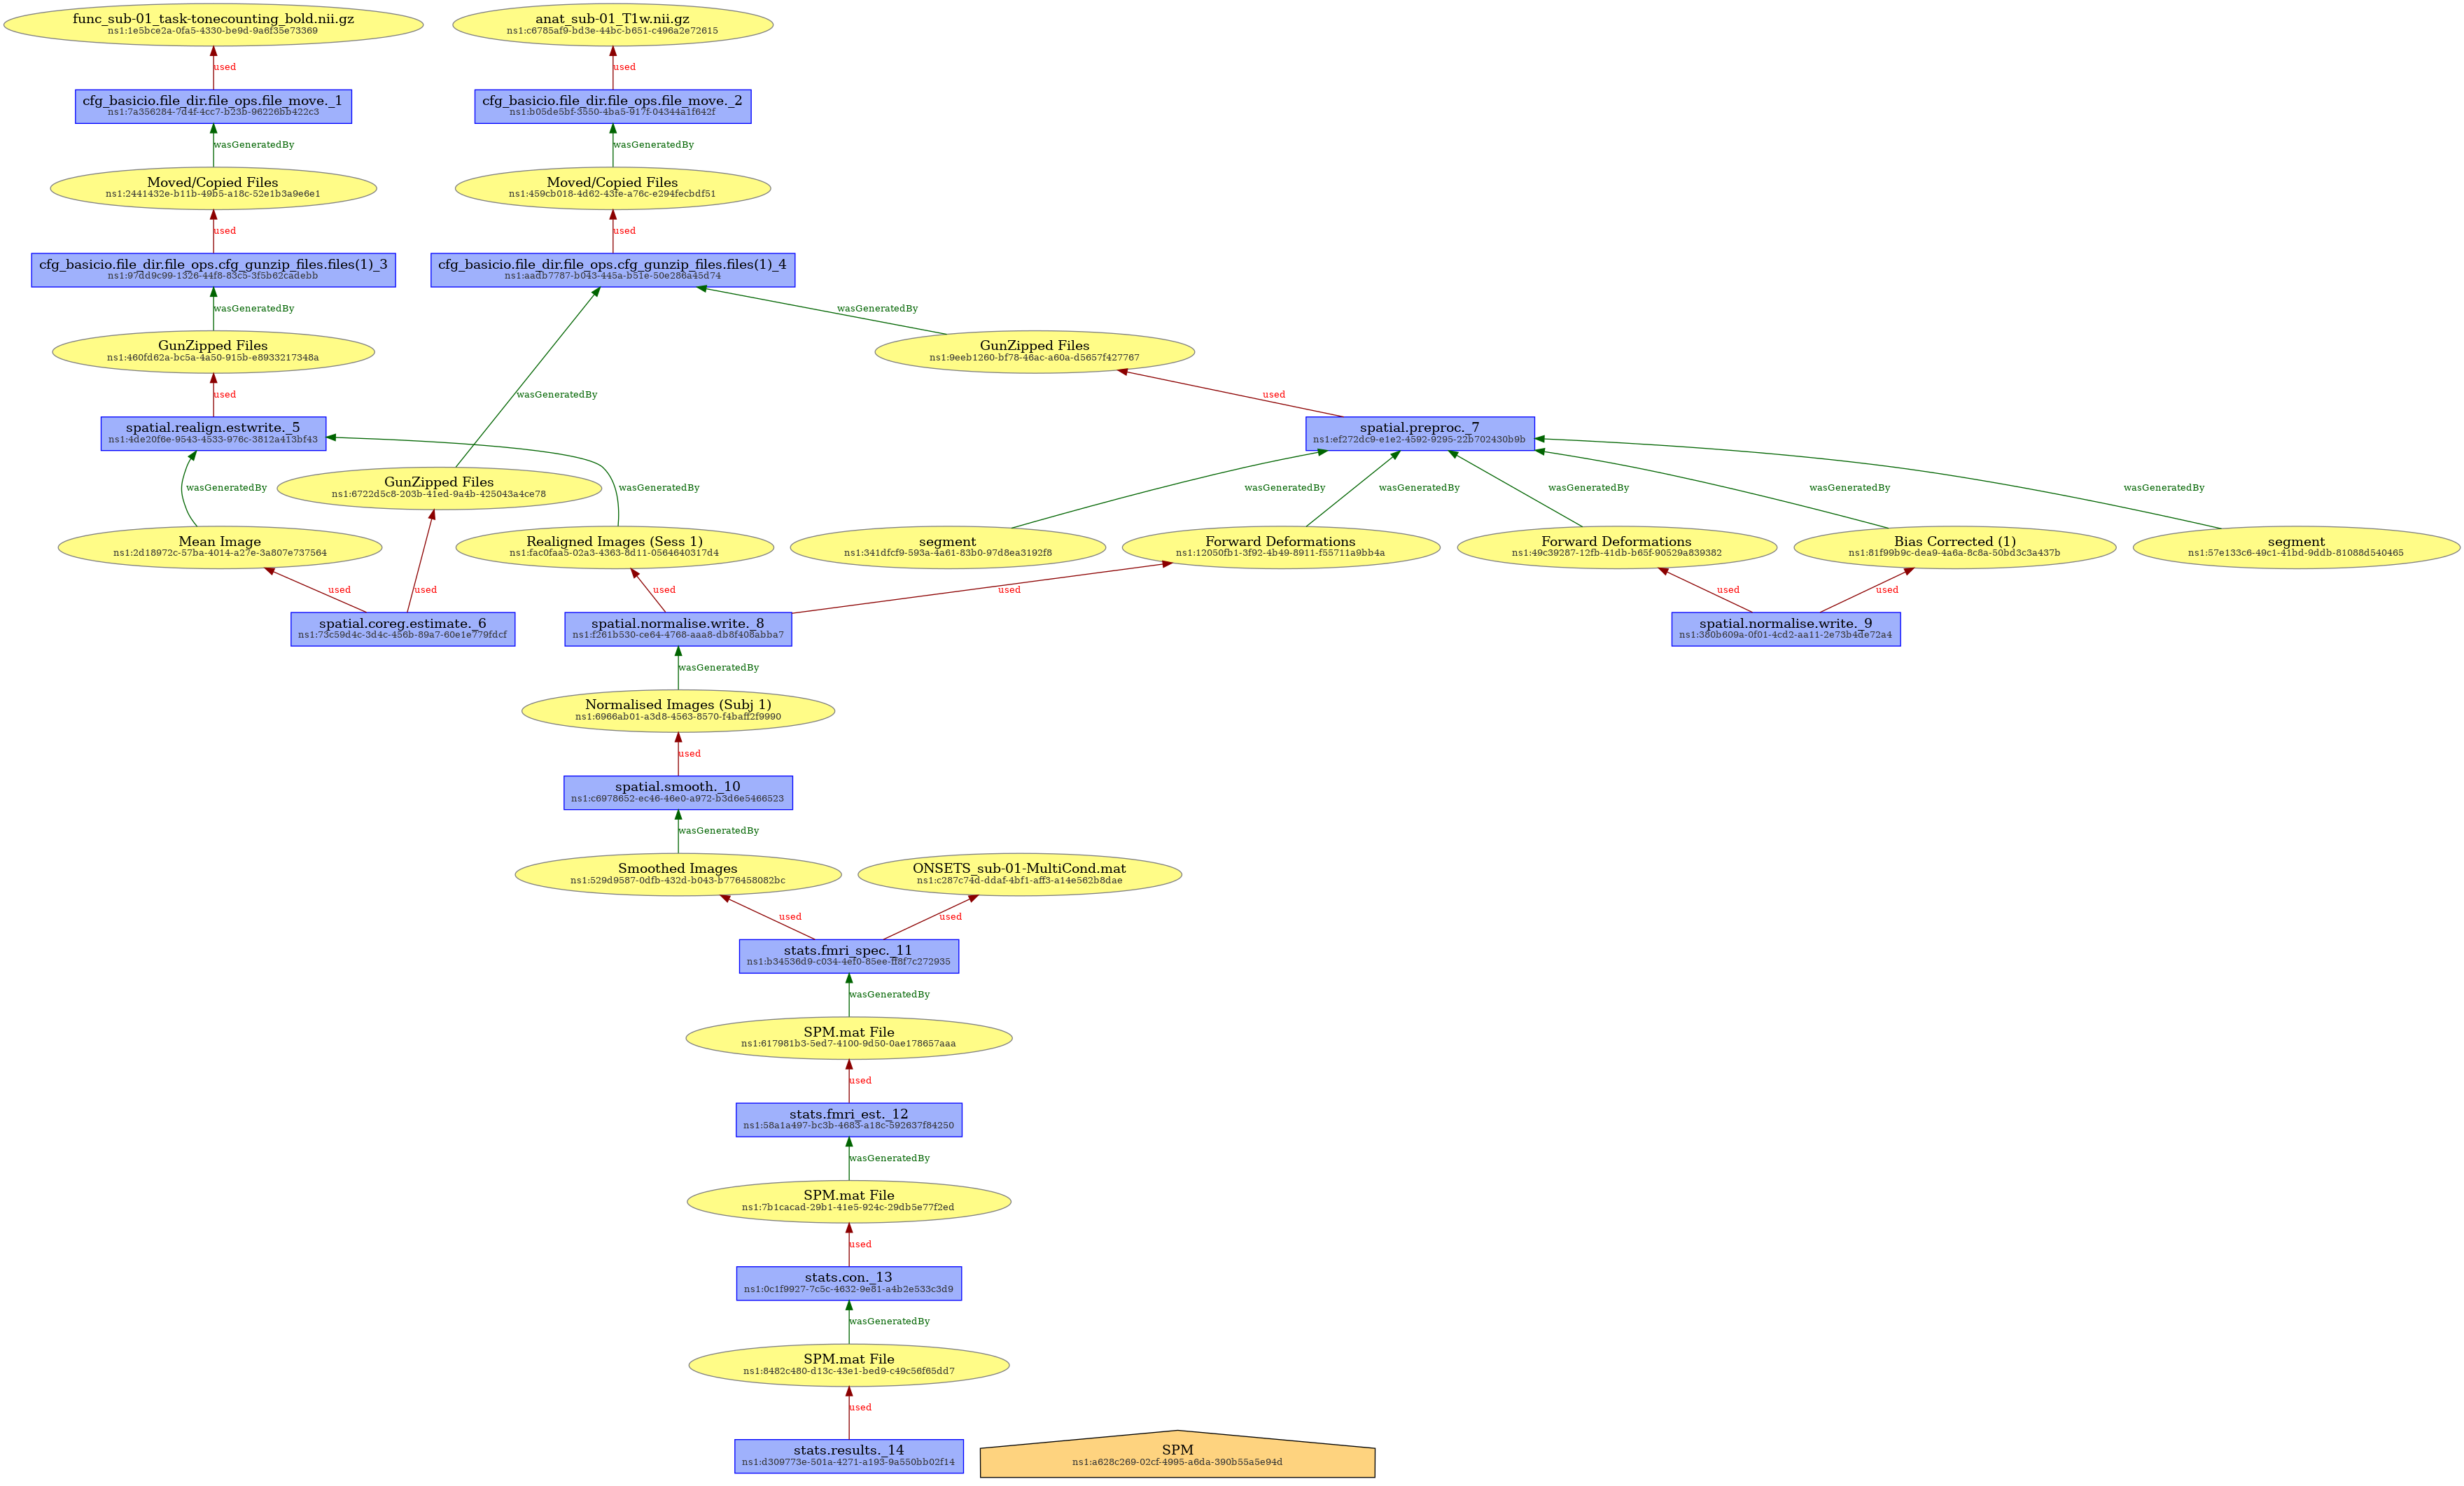 func_sub-01_task-tonecounting_bold.nii.gz
ns1:1e5bce2a-0fa5-4330-be9d-9a6f35e73369
anat_sub-01_T1w.nii.gz
ns1:c6785af9-bd3e-44bc-b651-c496a2e72615
used
used
cfg_basicio.file_dir.file_ops.file_move._1
ns1:7a356284-7d4f-4cc7-b23b-96226bb422c3
cfg_basicio.file_dir.file_ops.file_move._2
ns1:b05de5bf-3550-4ba5-917f-04344a1f642f
wasGeneratedBy
wasGeneratedBy
Moved/Copied Files
ns1:2441432e-b11b-49b5-a18c-52e1b3a9e6e1
Moved/Copied Files
ns1:459cb018-4d62-43fe-a76c-e294fecbdf51
used
used
cfg_basicio.file_dir.file_ops.cfg_gunzip_files.files(1)_3
ns1:97dd9c99-1326-44f8-83c5-3f5b62cadebb
cfg_basicio.file_dir.file_ops.cfg_gunzip_files.files(1)_4
ns1:aadb7787-b043-445a-b51e-50e286a45d74
wasGeneratedBy
wasGeneratedBy
GunZipped Files
ns1:460fd62a-bc5a-4a50-915b-e8933217348a
GunZipped Files
ns1:9eeb1260-bf78-46ac-a60a-d5657f427767
used
wasGeneratedBy
used
spatial.realign.estwrite._5
ns1:4de20f6e-9543-4533-976c-3812a413bf43
spatial.preproc._7
ns1:ef272dc9-e1e2-4592-9295-22b702430b9b
wasGeneratedBy
GunZipped Files
ns1:6722d5c8-203b-41ed-9a4b-425043a4ce78
wasGeneratedBy
wasGeneratedBy
wasGeneratedBy
wasGeneratedBy
wasGeneratedBy
wasGeneratedBy
Mean Image
ns1:2d18972c-57ba-4014-a27e-3a807e737564
Realigned Images (Sess 1)
ns1:fac0faa5-02a3-4363-8d11-0564640317d4
segment
ns1:341dfcf9-593a-4a61-83b0-97d8ea3192f8
Forward Deformations
ns1:12050fb1-3f92-4b49-8911-f55711a9bb4a
Forward Deformations
ns1:49c39287-12fb-41db-b65f-90529a839382
Bias Corrected (1)
ns1:81f99b9c-dea9-4a6a-8c8a-50bd3c3a437b
segment
ns1:57e133c6-49c1-41bd-9ddb-81088d540465
used
used
used
used
used
used
spatial.coreg.estimate._6
ns1:73c59d4c-3d4c-456b-89a7-60e1e779fdcf
spatial.normalise.write._8
ns1:f261b530-ce64-4768-aaa8-db8f408abba7
spatial.normalise.write._9
ns1:380b609a-0f01-4cd2-aa11-2e73b4de72a4
wasGeneratedBy
Normalised Images (Subj 1)
ns1:6966ab01-a3d8-4563-8570-f4baff2f9990
used
spatial.smooth._10
ns1:c6978652-ec46-46e0-a972-b3d6e5466523
wasGeneratedBy
Smoothed Images
ns1:529d9587-0dfb-432d-b043-b776458082bc
ONSETS_sub-01-MultiCond.mat
ns1:c287c74d-ddaf-4bf1-aff3-a14e562b8dae
used
used
stats.fmri_spec._11
ns1:b34536d9-c034-4ef0-85ee-ff8f7c272935
wasGeneratedBy
SPM.mat File
ns1:617981b3-5ed7-4100-9d50-0ae178657aaa
used
stats.fmri_est._12
ns1:58a1a497-bc3b-4683-a18c-592637f84250
wasGeneratedBy
SPM.mat File
ns1:7b1cacad-29b1-41e5-924c-29db5e77f2ed
used
stats.con._13
ns1:0c1f9927-7c5c-4632-9e81-a4b2e533c3d9
wasGeneratedBy
SPM.mat File
ns1:8482c480-d13c-43e1-bed9-c49c56f65dd7
used
stats.results._14
ns1:d309773e-501a-4271-a193-9a550bb02f14
SPM
ns1:a628c269-02cf-4995-a6da-390b55a5e94d